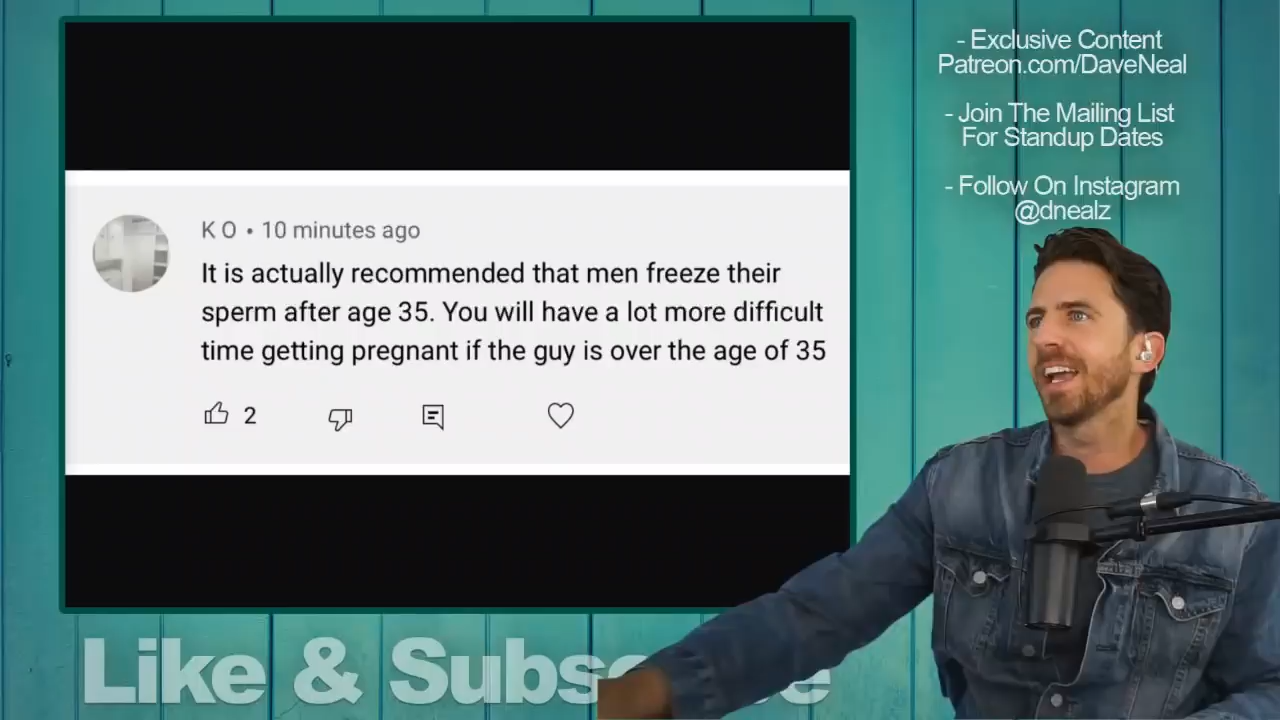 K O • 10 minutes ago
It is actually recommended that men freeze their
sperm after age 35. You will have a lot more difficult
time getting pregnant if the guy is over the age of 35
2
- Exclusive Content
Patreon.com/DaveNeal
- Join The Mailing List
For Standup Dates
- Follow On Instagram
@dnealz
Like & Subs